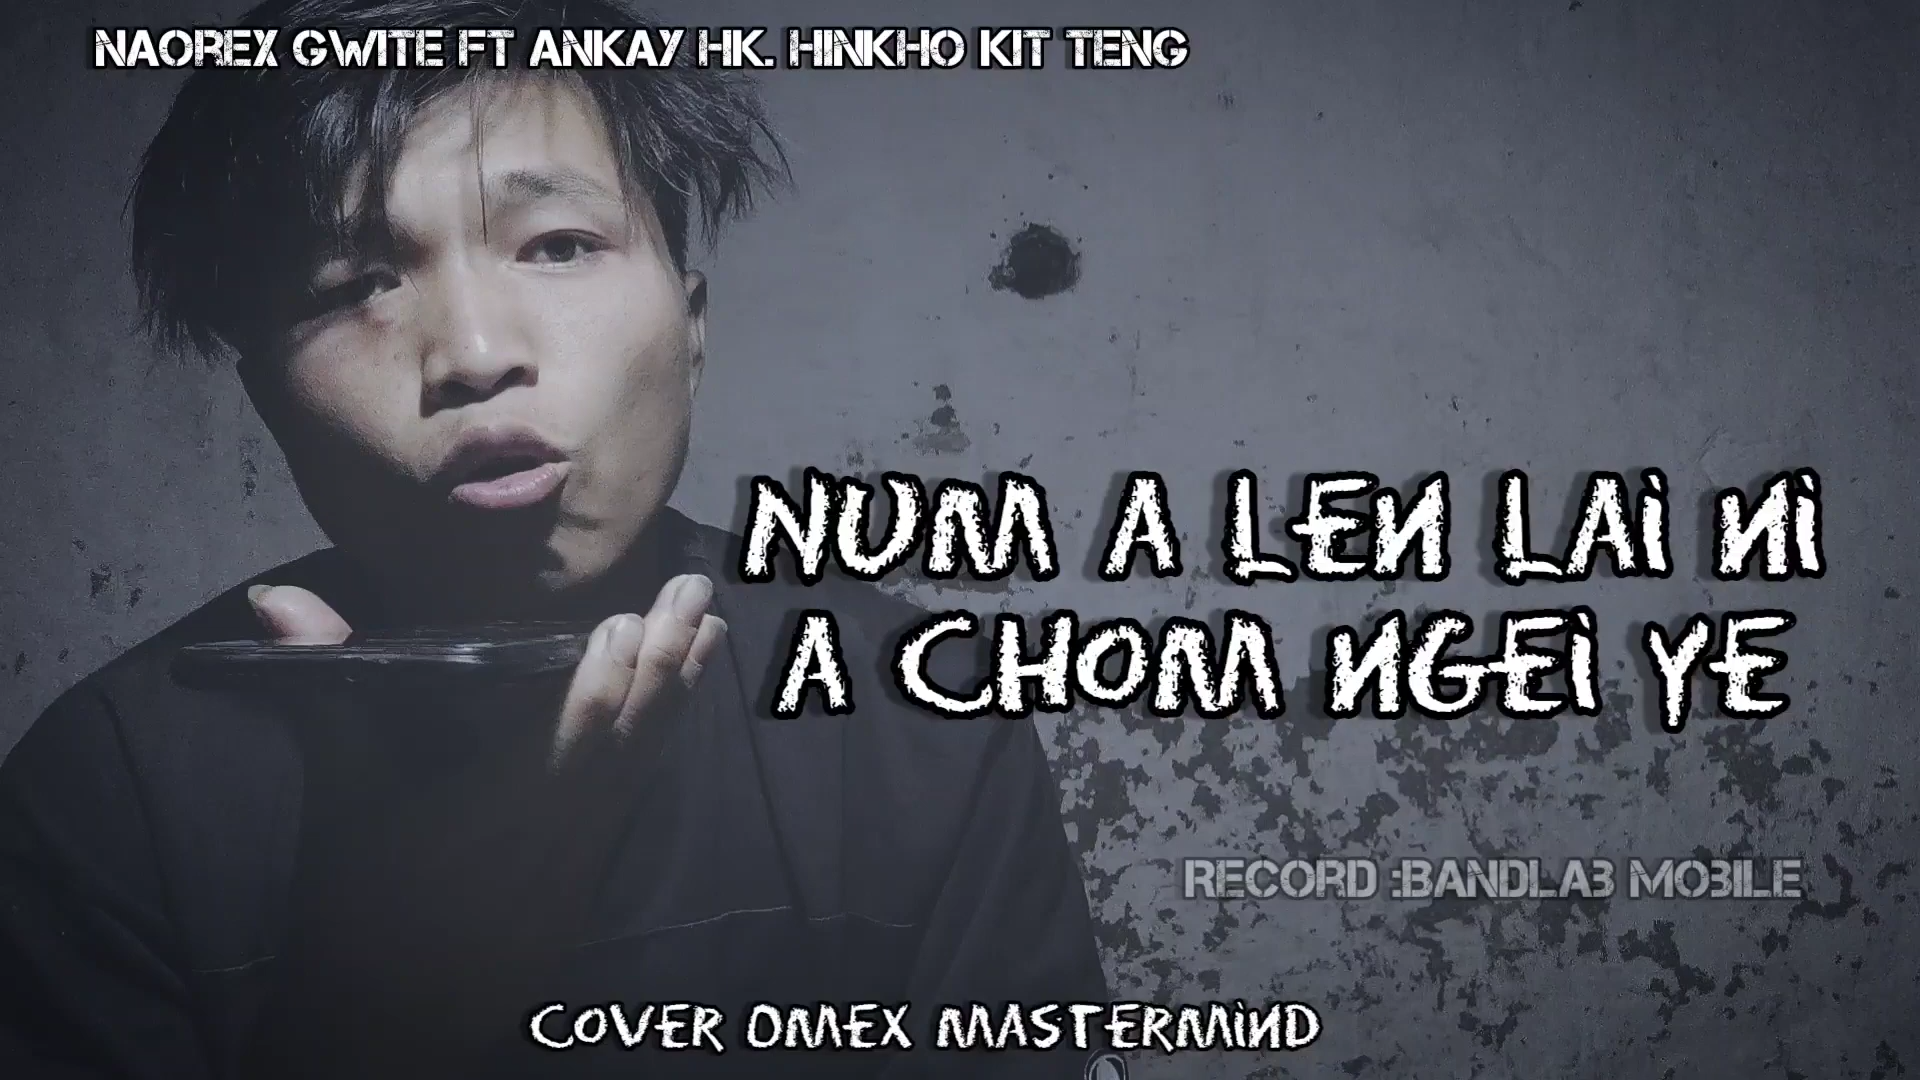 NAOREX GWITE FT ANKAY HK. HINKHO KIT TENG
NUM A LEN LAI NI
A CHOM NGEI YE
RECORD :BANDLAB MOBILE
COVER OMEX MASTERMIND